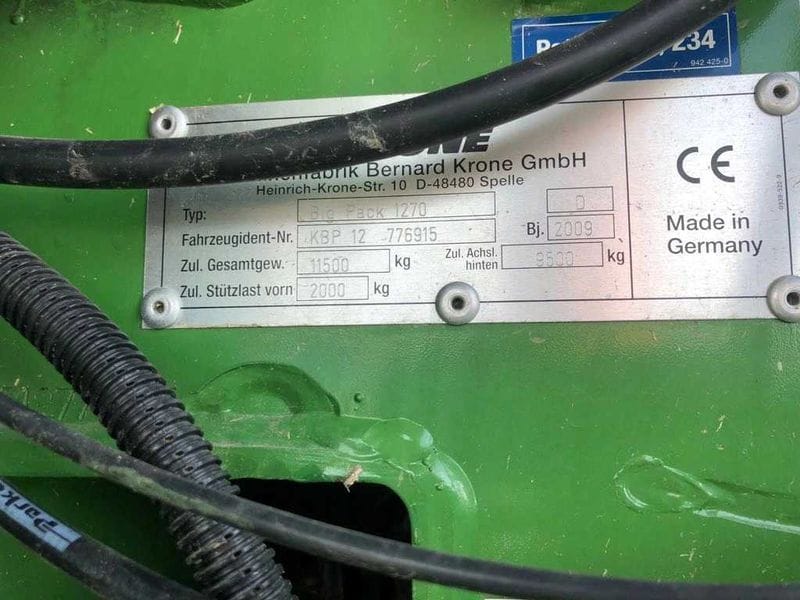 234
942 425-0
Bernard Krone GmbH
Heinrich-Krone-Str. 10 D-48480 Spelle
Typ: Big Pack 1270 0
Fahrzeugident-Nr. KBP 12 776915 Bj. 2009
Zul. Gesamtgew. 11500 kg Zul. Achsl. hinten 9500 kg
Zul. Stützlast vorn 2000 kg
CE
Made in
Germany